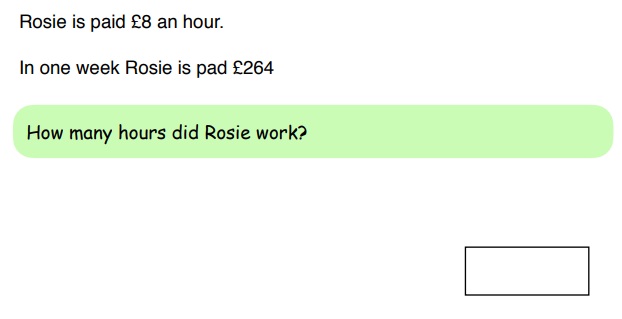 Rosie is paid £8 an hour.
In one week Rosie is pad £264
How many hours did Rosie work?